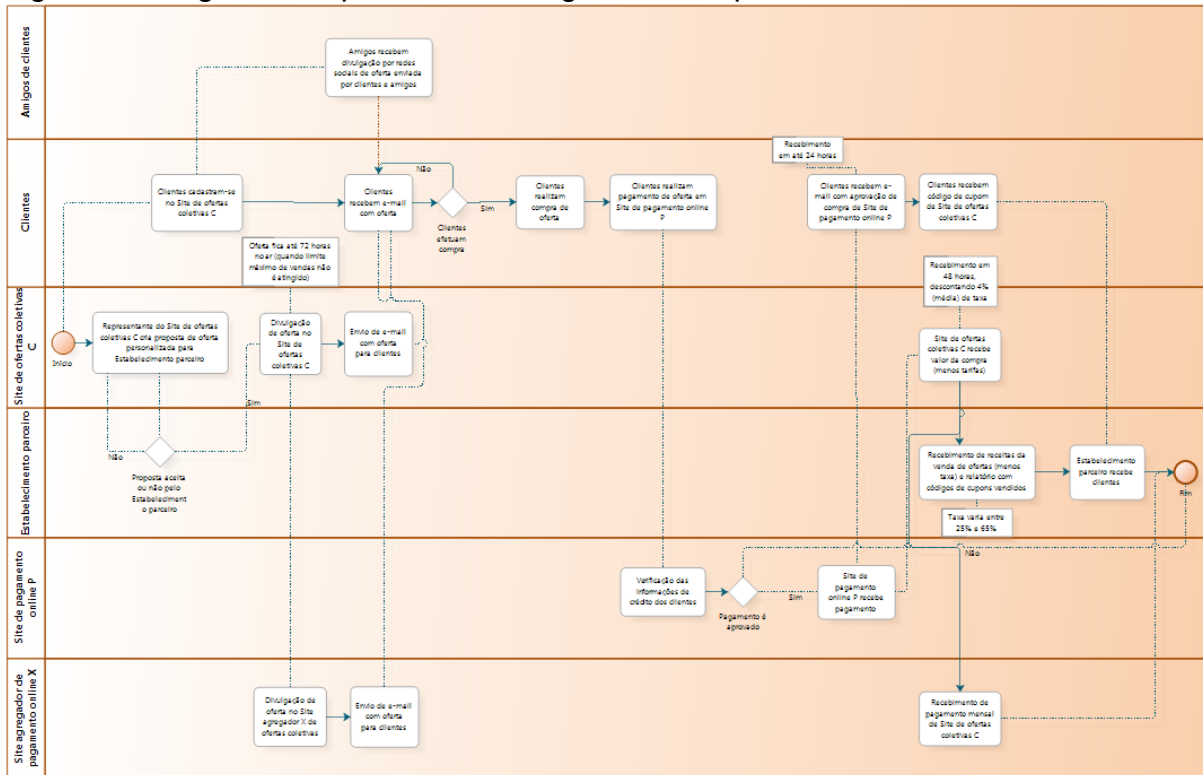 Amigos de clientes
Amigos recebem
divulgação por redes
sociais de oferta enviada
por clientes e amigos
Clientes
Clientes cadastram-se
no Site de ofertas
coletivas C
Clientes
recebem e-mail
com oferta
Não
Clientes
efetuam
compra
Sim
Clientes
realizam
compra de
oferta
Clientes realizam
pagamento de oferta em
Site de pagamento online
P
Recebimento
em até 24 horas
Clientes recebem e-
mail com aprovação de
compra de Site de
pagamento online P
Clientes recebem
código de cupom
de Site de ofertas
coletivas C
Oferta fica até 72 horas
no ar (quando limite
máximo de vendas não
é atingido)
Recebimento em
48 horas,
descontando 4%
(média) de taxa
Site de ofertas coletivas
C
Início
Representante do Site de ofertas
coletivas C cria proposta de oferta
personalizada para
Estabelecimento parceiro
Divulgação
de oferta no
Site de
ofertas
coletivas C
Envio de e-mail
com oferta
para clientes
Site de ofertas
coletivas C recebe
valor da compra
(menos tarifas)
Sim
Não
Estabelecimento parceiro
Proposta aceita
ou não pelo
Estabeleciment
o parceiro
Recebimento de receitas da
venda de ofertas (menos
taxa) e relatório com
códigos de cupons vendidos
Estabelecimento
parceiro recebe
clientes
Fim
Taxa varia entre
25% e 65%
Não
Site de pagamento
online P
Verificação das
informações de
crédito dos clientes
Pagamento é
aprovado
Sim
Site de
pagamento
online P recebe
pagamento
Site agregador de
pagamento online X
Divulgação de
oferta no Site
agregador X de
ofertas coletivas
Envio de e-mail
com oferta
para clientes
Recebimento de
pagamento mensal
de Site de ofertas
coletivas C